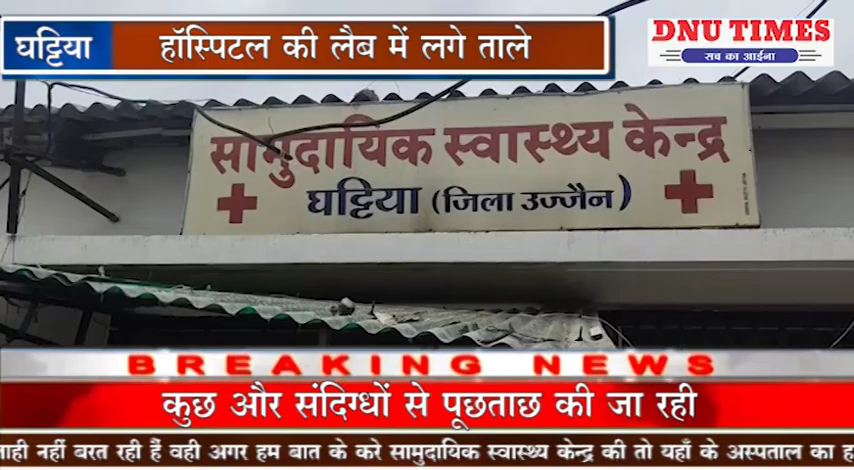 घट्टिया
हॉस्पिटल की लैब में लगे ताले
DNU TIMES
सच का आईना
सामुदायिक स्वास्थ्य केन्द्र
घट्टिया (जिला उज्जैन)
BREAKING NEWS
कुछ और संदिग्धों से पूछताछ की जा रही
नहीं बरत रही हैं वही अगर हम बात के करे सामुदायिक स्वास्थ्य केन्द्र की तो यहाँ के अस्पताल का